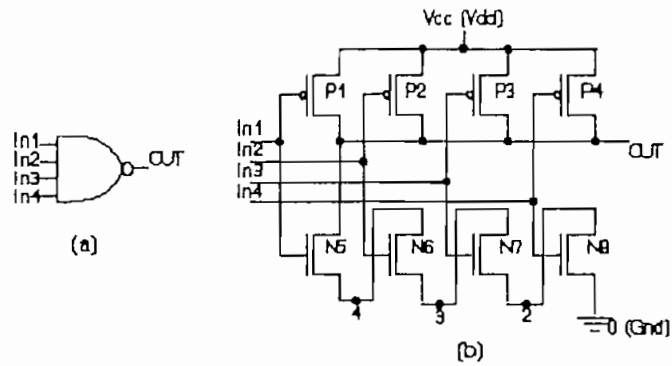 In1
In2
In3
In4
OUT
(a)
Vcc (Vdd)
P1
P2
P3
P4
In1
In2
In3
In4
OUT
N5
N6
N7
N8
4
3
2
0 (Gnd)
(b)